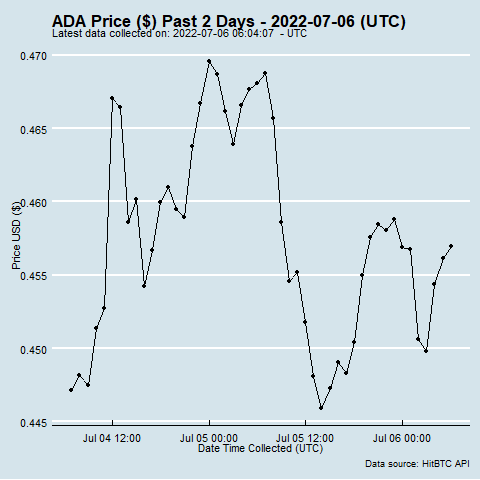 ADA Price ($) Past 2 Days - 2022-07-06 (UTC)
Latest data collected on: 2022-07-06 06:04:07 - UTC
0.470
0.465
0.460
0.455
0.450
0.445
Price USD ($)
Jul 04 12:00 Jul 05 00:00 Jul 05 12:00 Jul 06 00:00
Date Time Collected (UTC)
Data source: HitBTC API